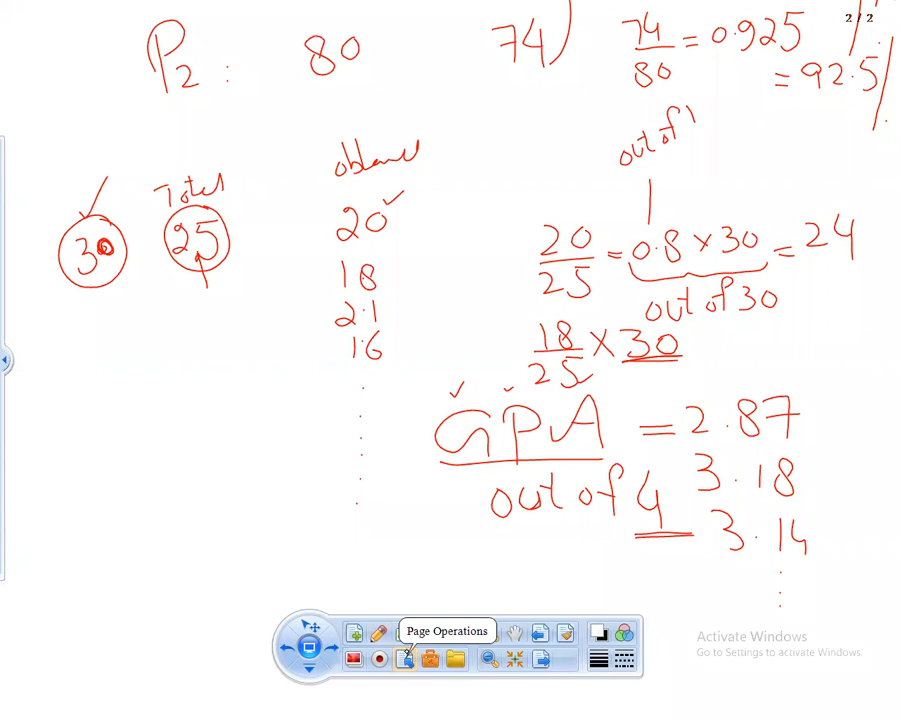 2 / 2
P2 : 80 74) 74/80 = 0.925
= 92.5%
out of 1
Total obtained
30 25 20 20/25 = 0.8 × 30 = 24
out of 30
18
21
16 18/25 × 30
GPA = 2.87
out of 4 3.18
3.14
Page Operations
Activate Windows
Go to Settings to activate Windows.